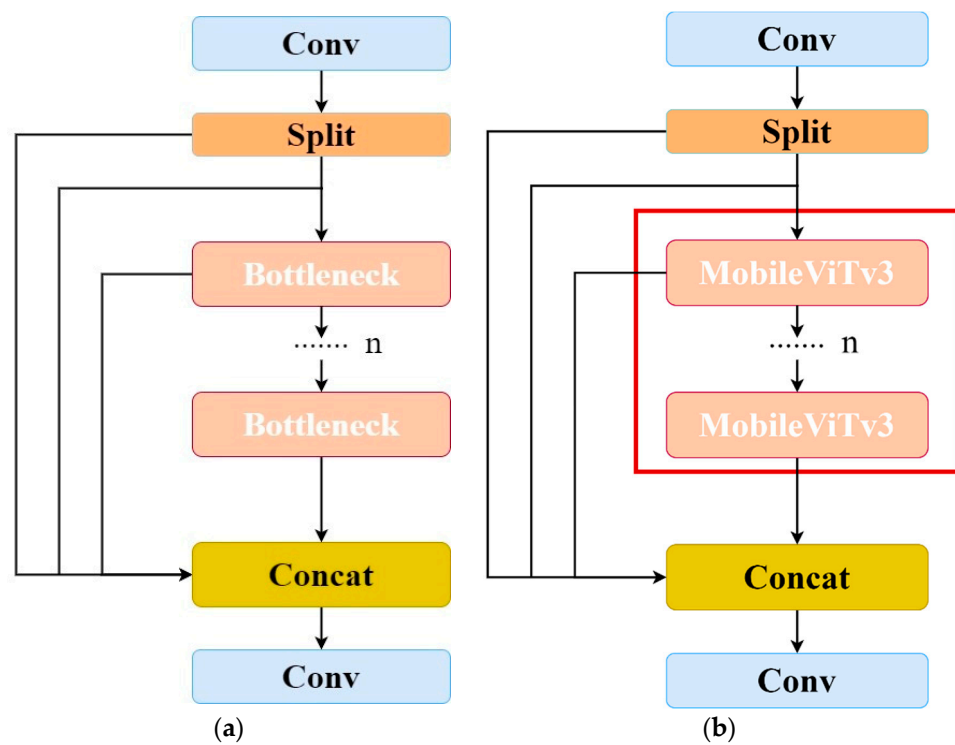 Conv
Split
Bottleneck
....... n
Bottleneck
Concat
Conv
(a)
Conv
Split
MobileViTv3
....... n
MobileViTv3
Concat
Conv
(b)